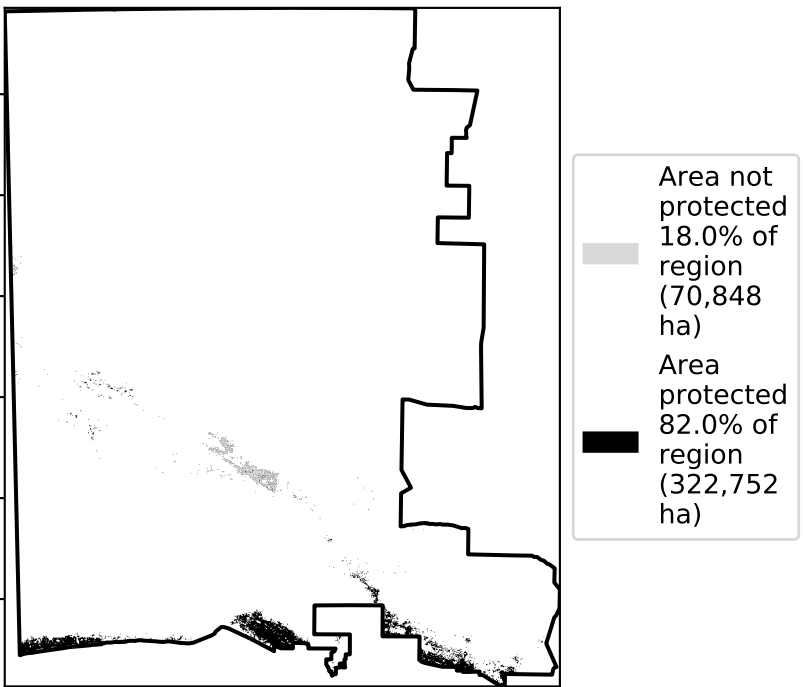 Area not
protected
18.0% of
region
(70,848
ha)
Area
protected
82.0% of
region
(322,752
ha)